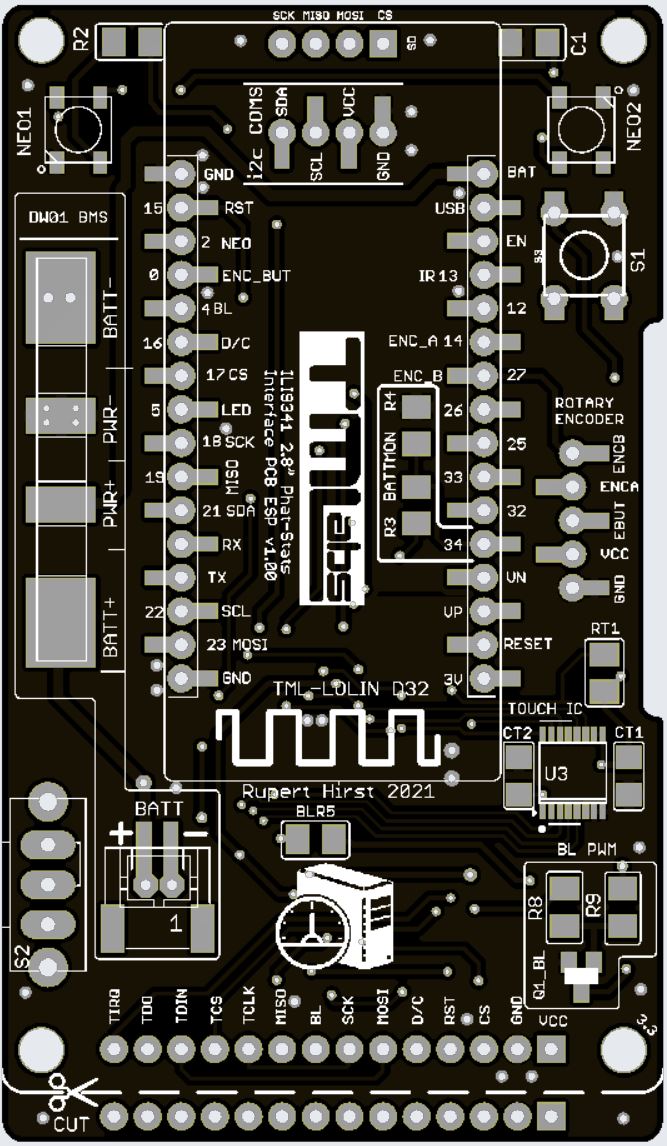 SCK MISO MOSI CS
SD
R2
C1
NEO1
NEO2
i2c COMS
SDA
SCL
VCC
GND
GND
15 RST
2 NEO
0 ENC_BUT
4 BL
16 D/C
17 CS
5 LED
18 SCK
19 MISO
21 SDA
RX
TX
22 SCL
23 MOSI
GND
BAT
USB
EN
IR 13
12
ENC_A 14
ENC_B 27
26
25
33
32
34
VN
VP
RESET
3V
DW01 BMS
BATT-
PWR-
PWR+
BATT+
S1
R4
BATTMON
R3
TMLabs
ILI9341 2.8" Phat-Stats
Interface PCB ESP v1.00
ROTARY
ENCODER
ENCB
ENCA
EBUT
VCC
GND
RT1
TML-LOLIN D32
TOUCH IC
CT2
CT1
U3
Rupert Hirst 2021
BATT
+ -
1
BLR5
S2
BL PWM
R8
R9
Q1_BL
TIRQ
TDO
TDIN
TCS
TCLK
MISO
BL
SCK
MOSI
D/C
RST
CS
GND
VCC
3.3
CUT